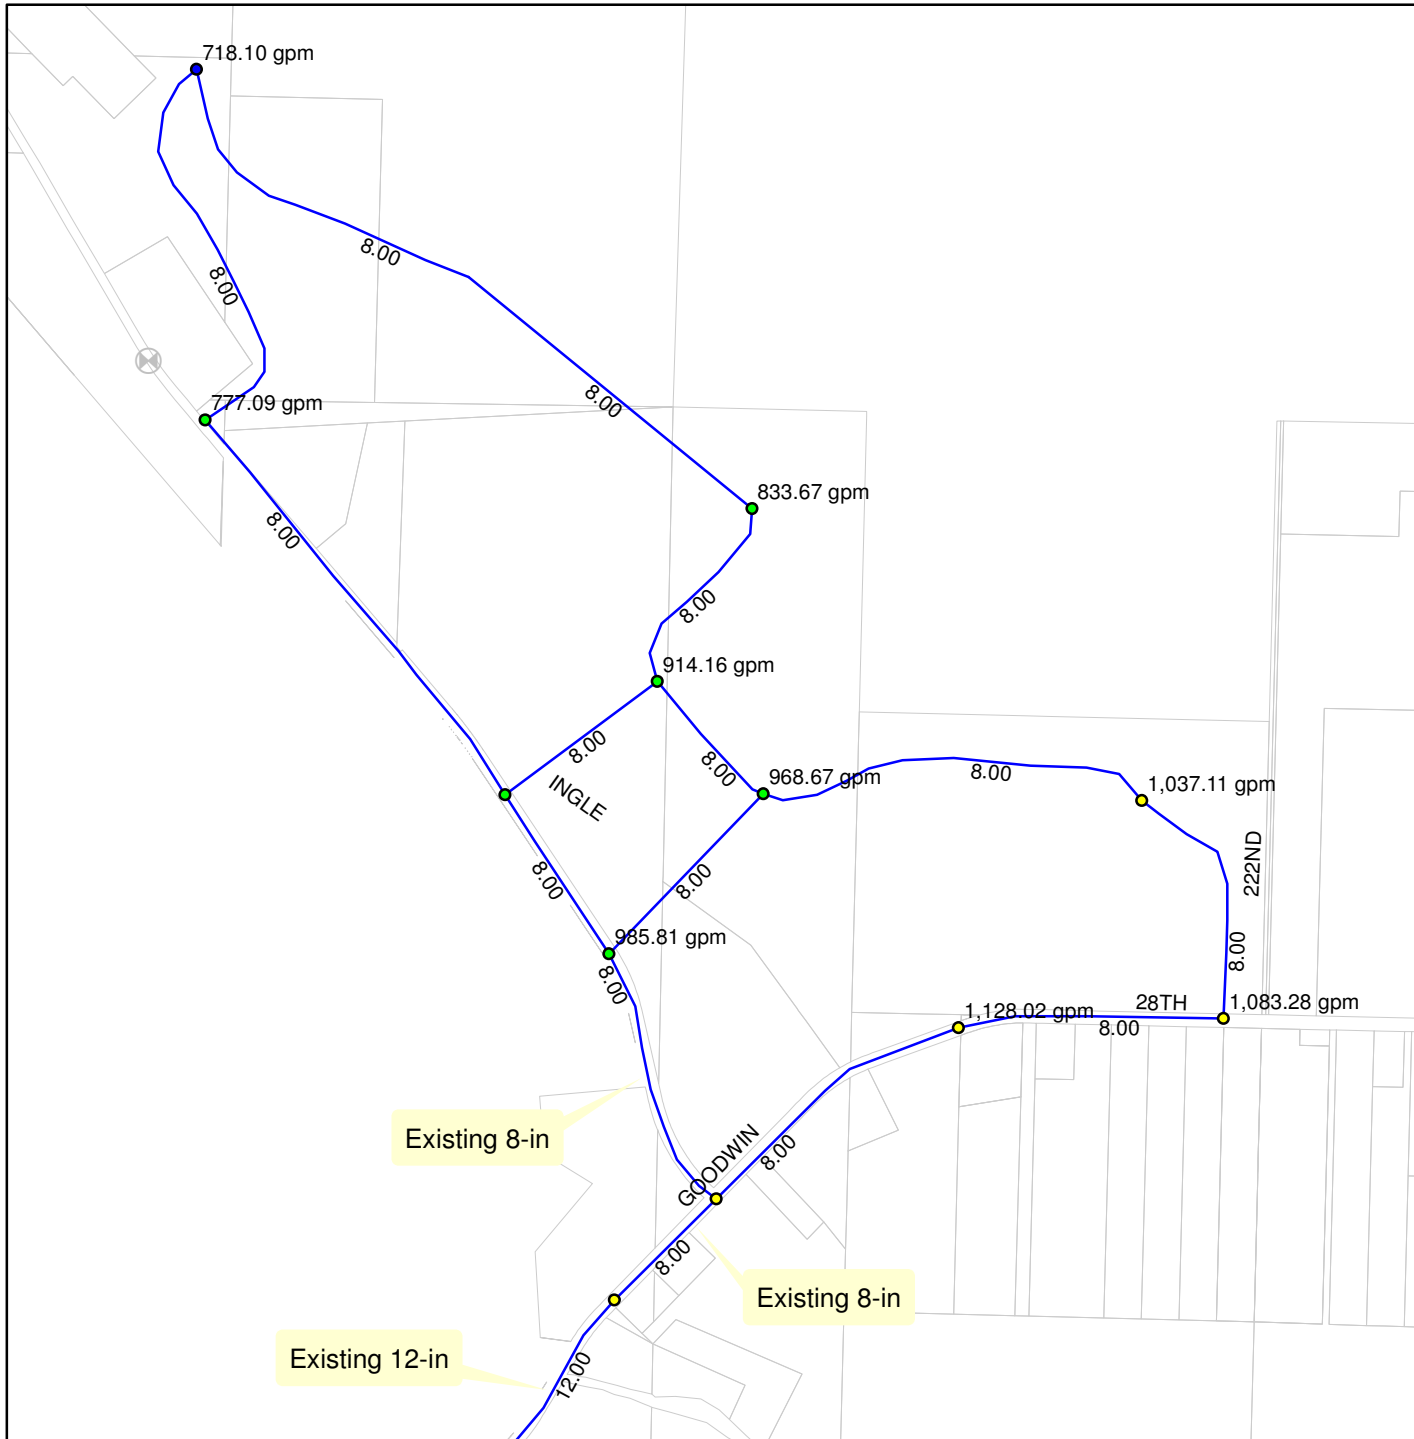 718.10 gpm
8.00
8.00
777.09 gpm
8.00
833.67 gpm
8.00
8.00
914.16 gpm
8.00
INGLE
8.00
968.67 gpm
8.00
1,037.11 gpm
222ND
8.00
8.00
8.00
985.81 gpm
8.00
1,128.02 gpm
28TH
1,083.28 gpm
8.00
Existing 8-in
GOODWIN
8.00
8.00
Existing 8-in
Existing 12-in
12.00